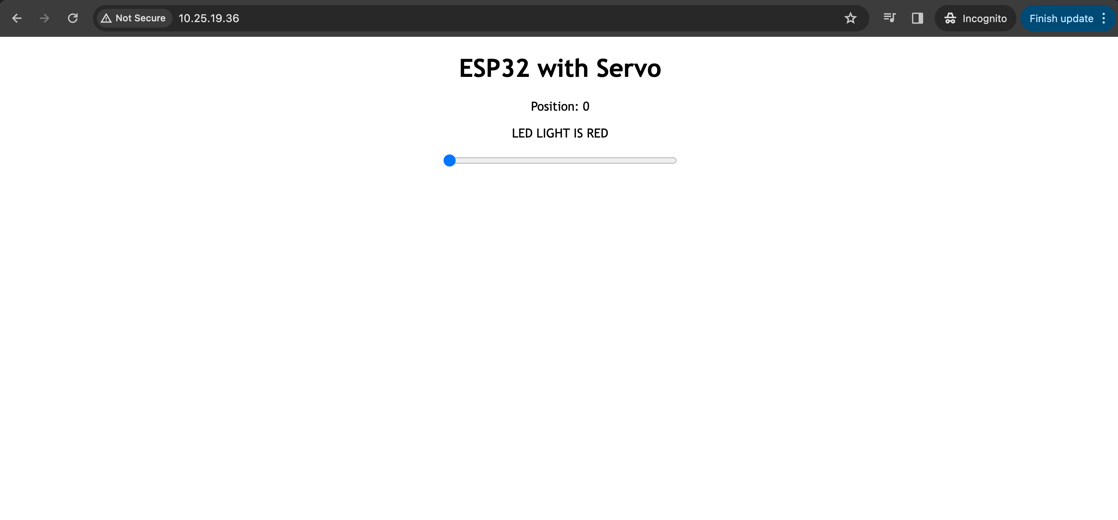 Not Secure 10.25.19.36 Incognito Finish update
ESP32 with Servo
Position: 0
LED LIGHT IS RED